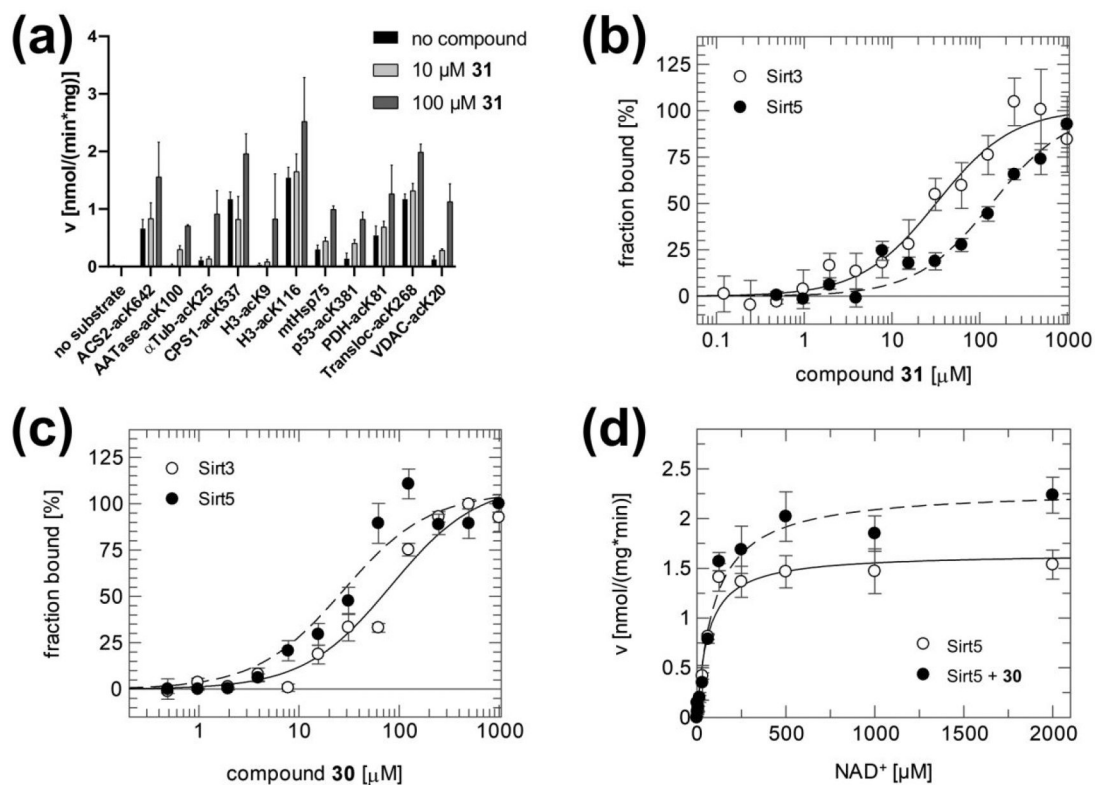 (a)
4
3
2
1
0
v [nmol/(min*mg)]
no compound
10 µM 31
100 µM 31
no substrate
ACS2-acK642
AATase-acK100
αTub-acK25
CPS1-acK537
H3-acK9
H3-acK116
mtHsp75
p53-acK381
PDH-acK81
Transloc-acK268
VDAC-acK20
(b)
125
100
75
50
25
0
fraction bound [%]
Sirt3
Sirt5
0.1 1 10 100 1000
compound 31 [µM]
(c)
125
100
75
50
25
0
fraction bound [%]
Sirt3
Sirt5
1 10 100 1000
compound 30 [µM]
(d)
2.5
2
1.5
1
0.5
0
v [nmol/(mg*min)]
Sirt5
Sirt5 + 30
0 500 1000 1500 2000
NAD⁺ [µM]